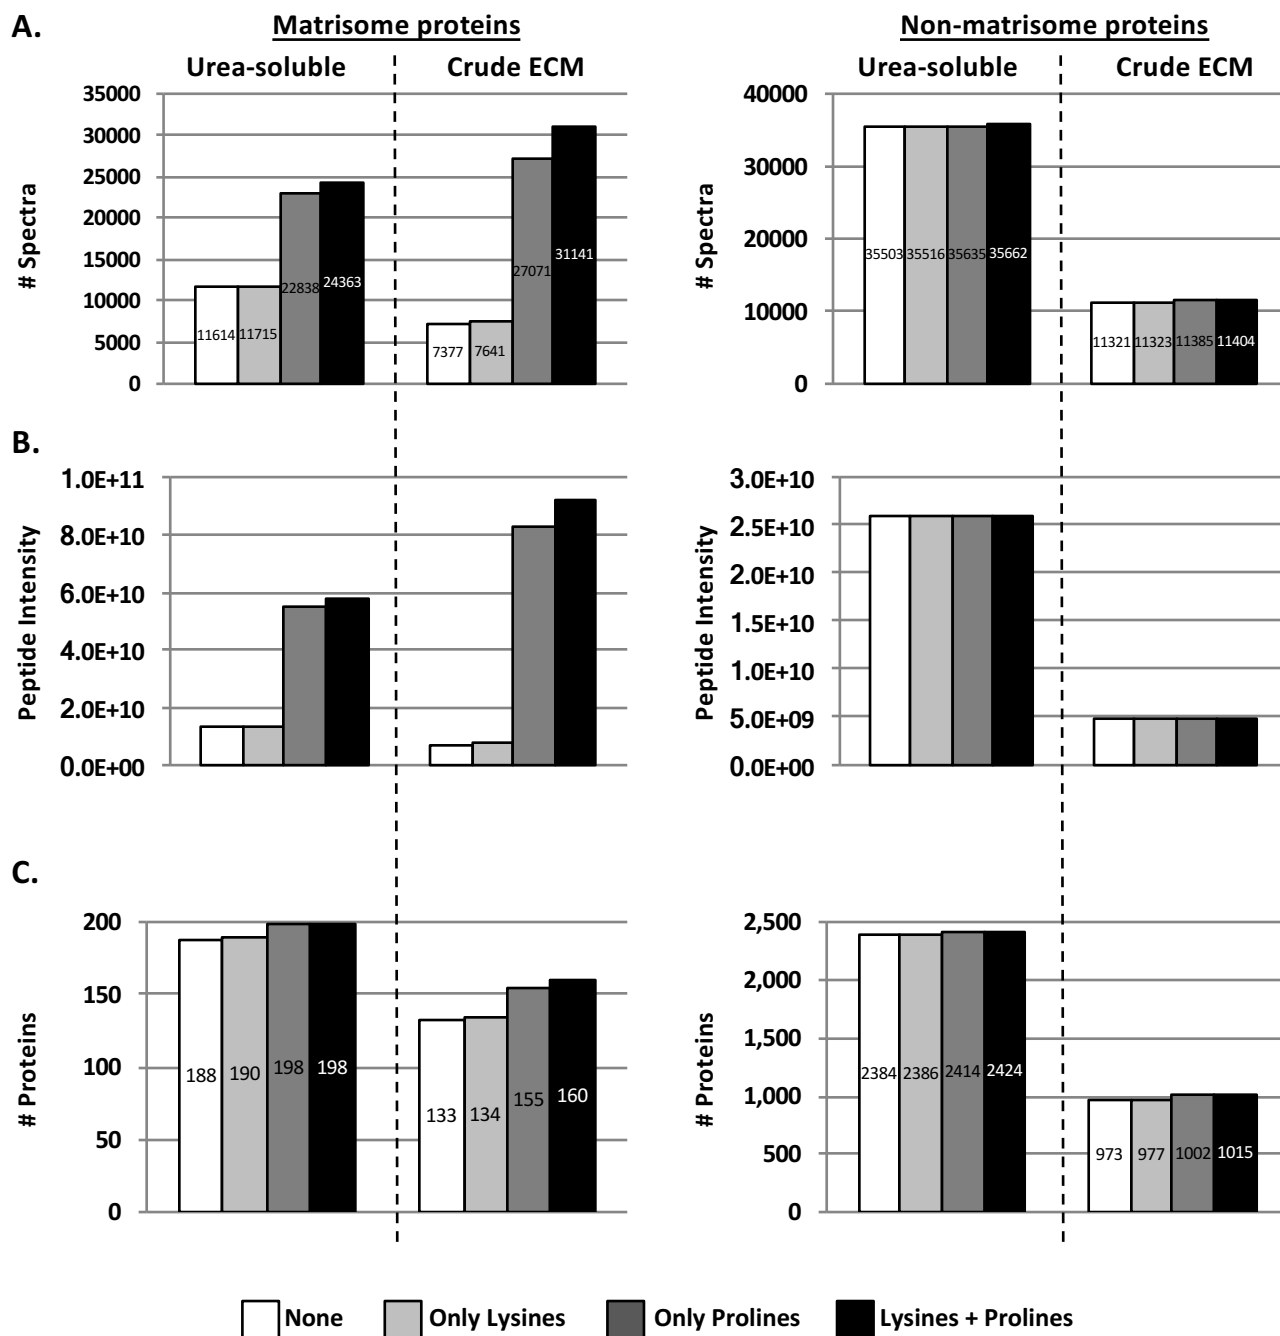 A.
Matrisome proteins
Non-matrisome proteins
Urea-soluble
Crude ECM
Urea-soluble
Crude ECM
# Spectra
35000
30000
25000
20000
15000
10000
5000
0
11614
11715
22838
24363
7377
7641
27071
31141
# Spectra
40000
30000
20000
10000
0
35503
35516
35635
35662
11321
11323
11385
11404
B.
Peptide Intensity
1.0E+11
8.0E+10
6.0E+10
4.0E+10
2.0E+10
0.0E+00
Peptide Intensity
3.0E+10
2.5E+10
2.0E+10
1.5E+10
1.0E+10
5.0E+09
0.0E+00
C.
# Proteins
200
150
100
50
0
188
190
198
198
133
134
155
160
# Proteins
2,500
2,000
1,500
1,000
500
0
2384
2386
2414
2424
973
977
1002
1015
None
Only Lysines
Only Prolines
Lysines + Prolines